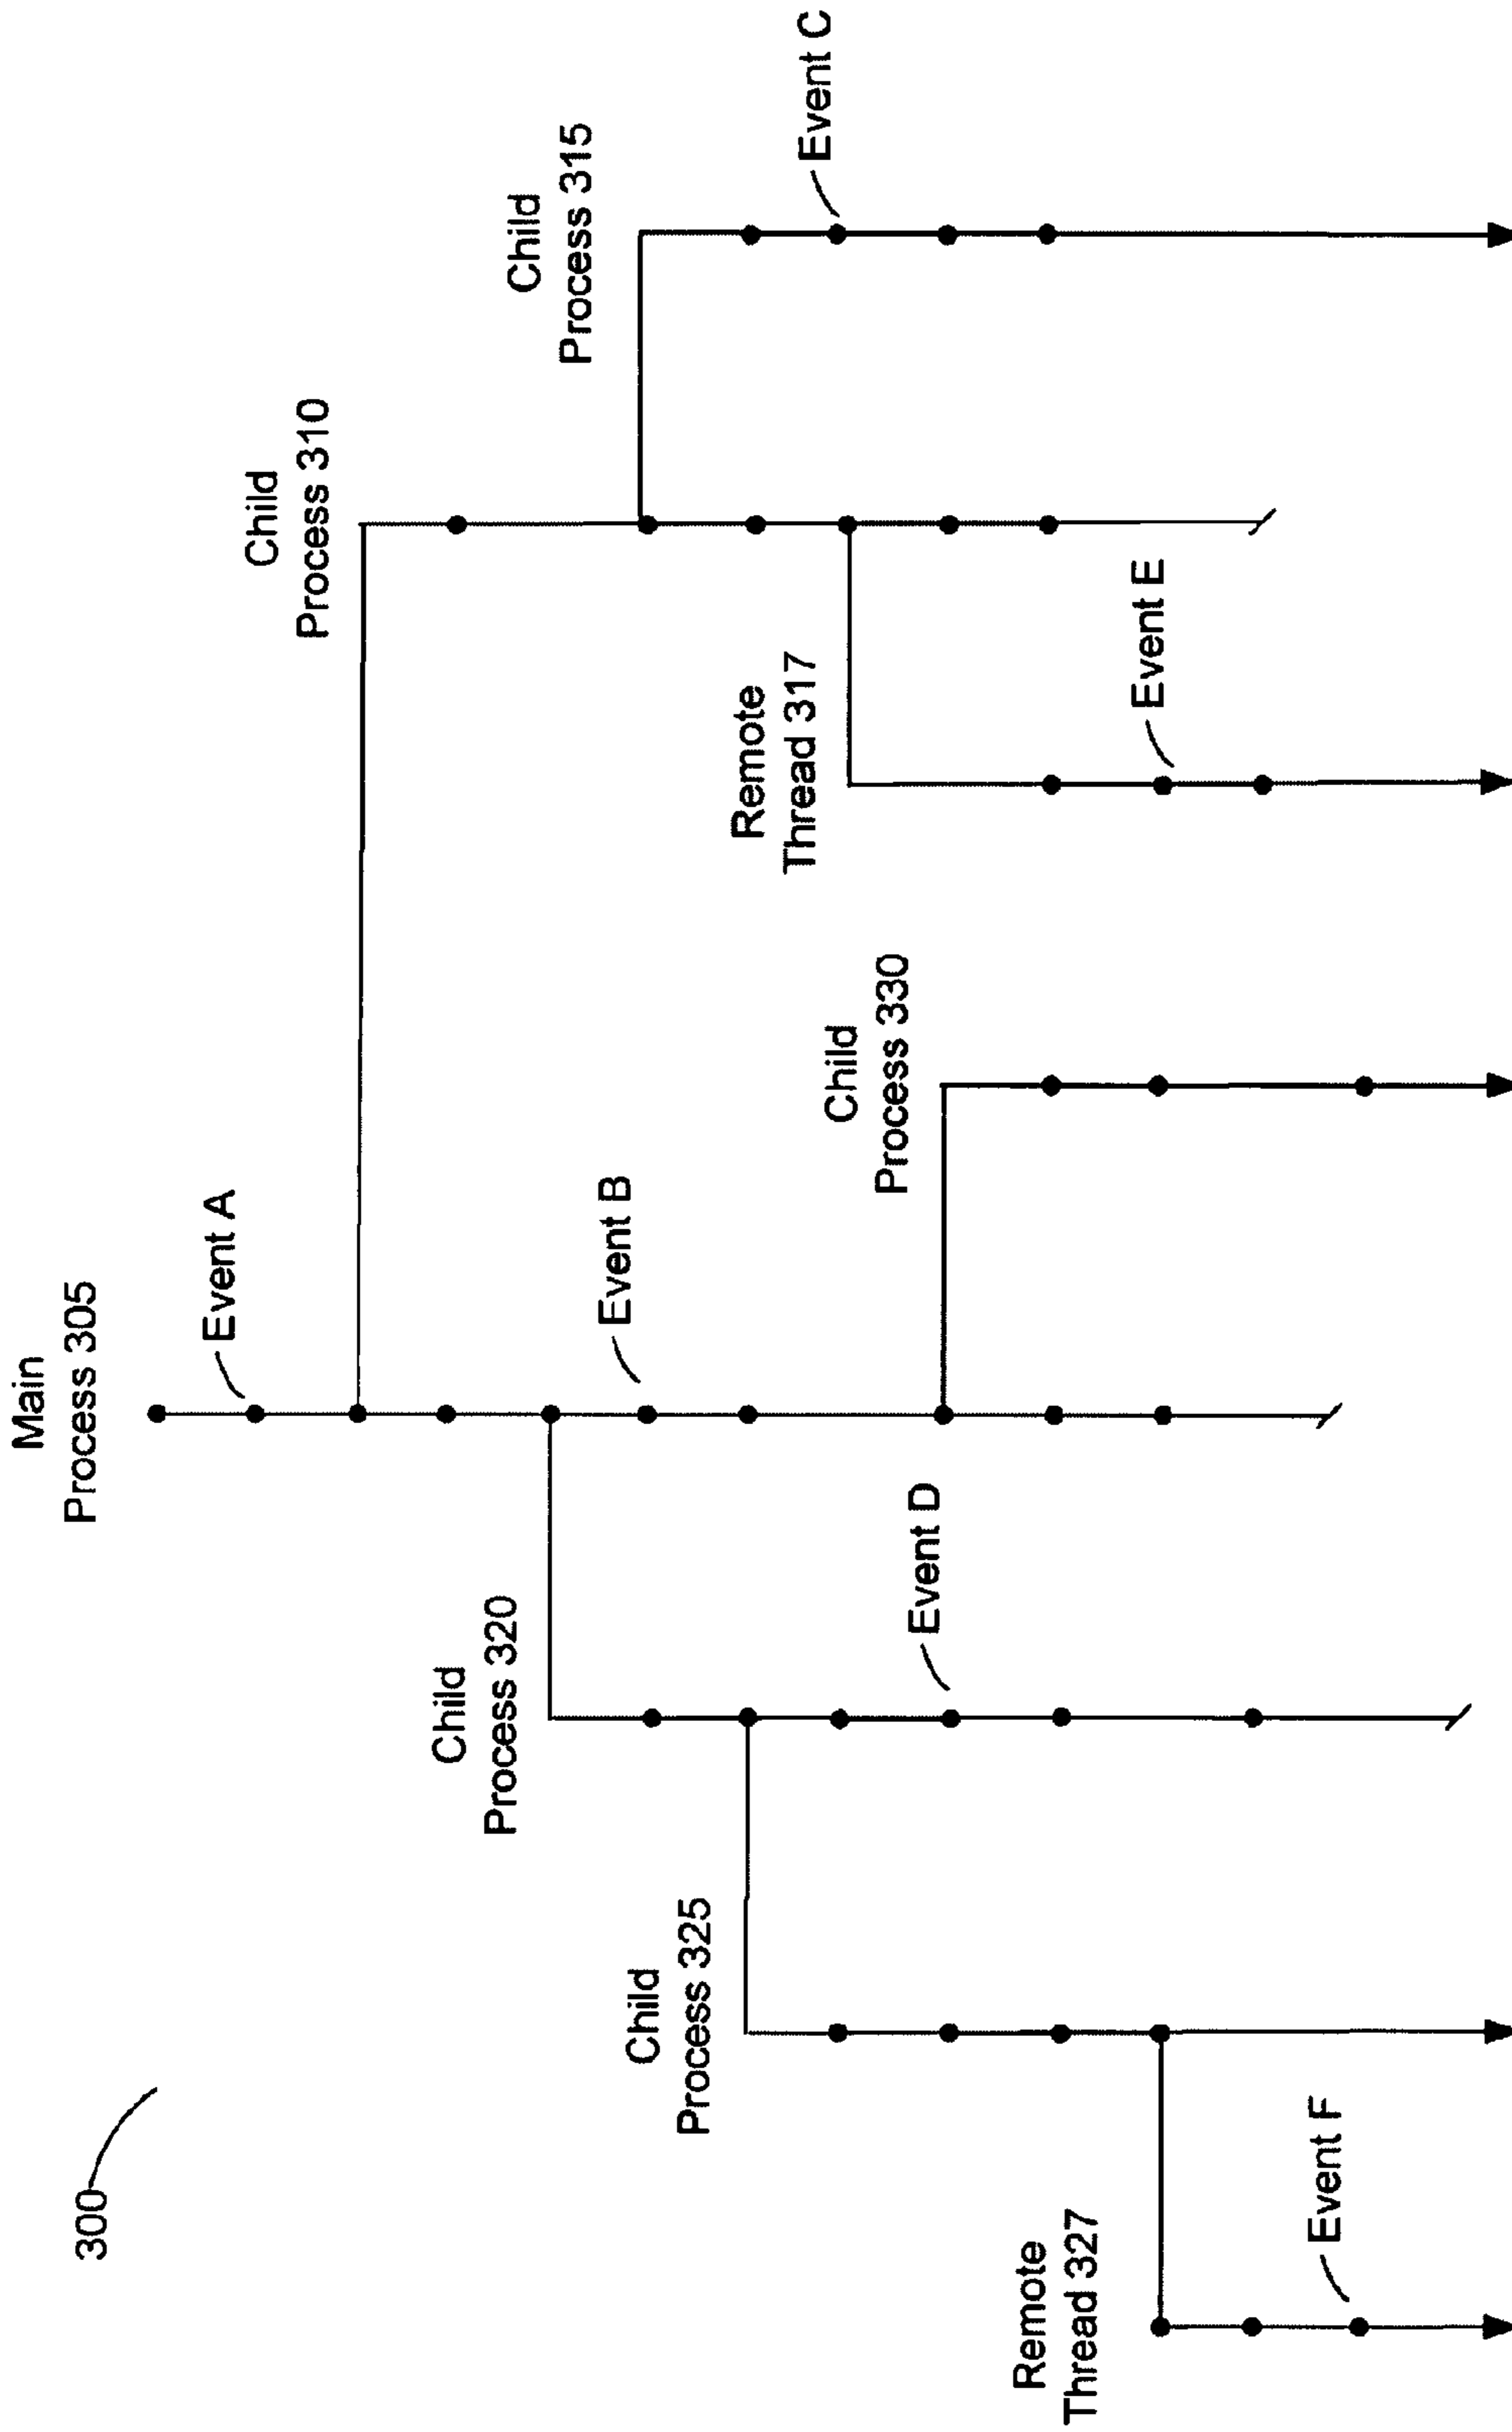 300
Main
Process 305
Event A
Child
Process 310
Child
Process 320
Child
Process 315
Event B
Child
Process 325
Remote
Thread 317
Event C
Child
Process 330
Event D
Remote
Thread 327
Event E
Event F